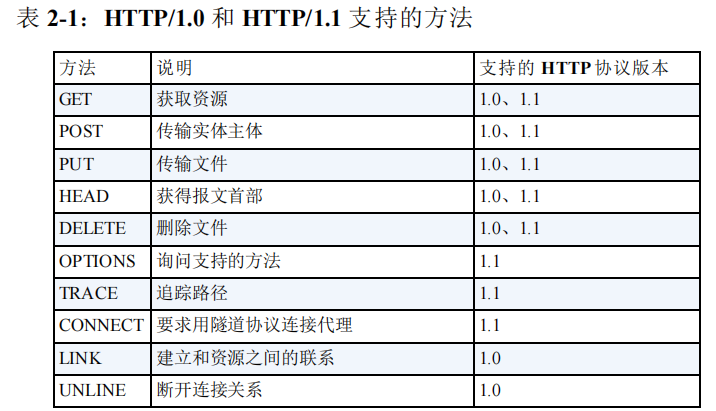 表 2-1：HTTP/1.0 和 HTTP/1.1 支持的方法
方法 说明 支持的 HTTP 协议版本
GET 获取资源 1.0、1.1
POST 传输实体主体 1.0、1.1
PUT 传输文件 1.0、1.1
HEAD 获得报文首部 1.0、1.1
DELETE 删除文件 1.0、1.1
OPTIONS 询问支持的方法 1.1
TRACE 追踪路径 1.1
CONNECT 要求用隧道协议连接代理 1.1
LINK 建立和资源之间的联系 1.0
UNLINE 断开连接关系 1.0